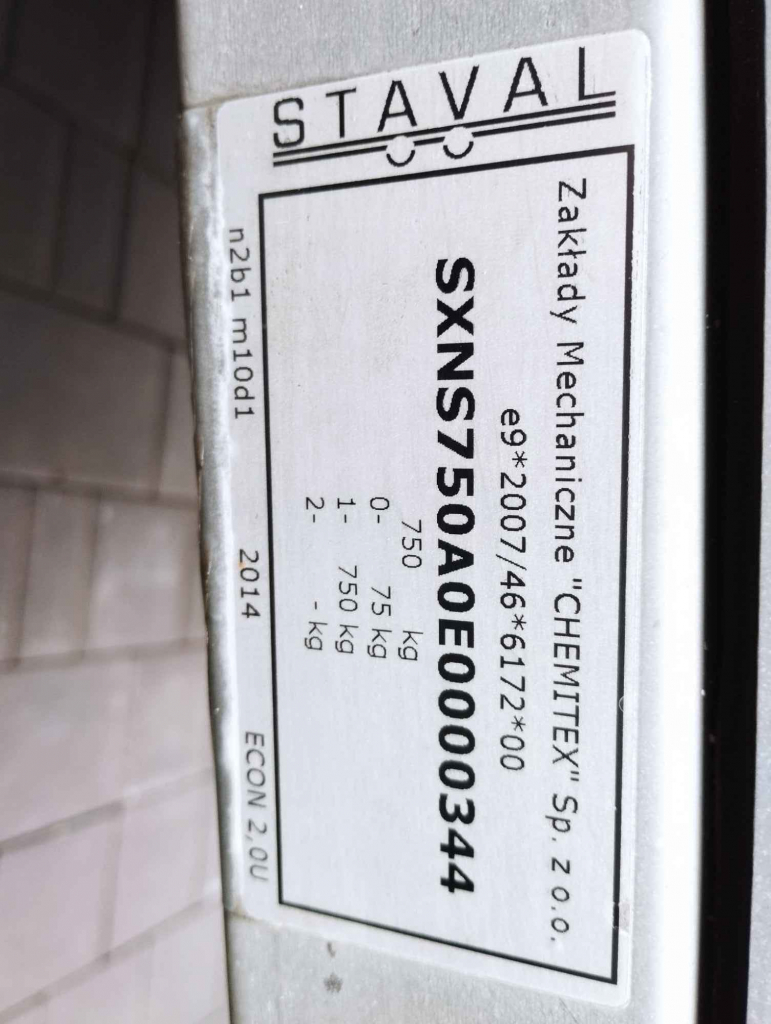 STAVAL
Zakłady Mechaniczne "CHEMITEX" Sp. z o.o.
e9*2007/46*6172*00
SXNS750A0E0000344
750 kg
0- 75 kg
1- 750 kg
2- - kg
n2b1 m10d1 2014 ECON 2,0U